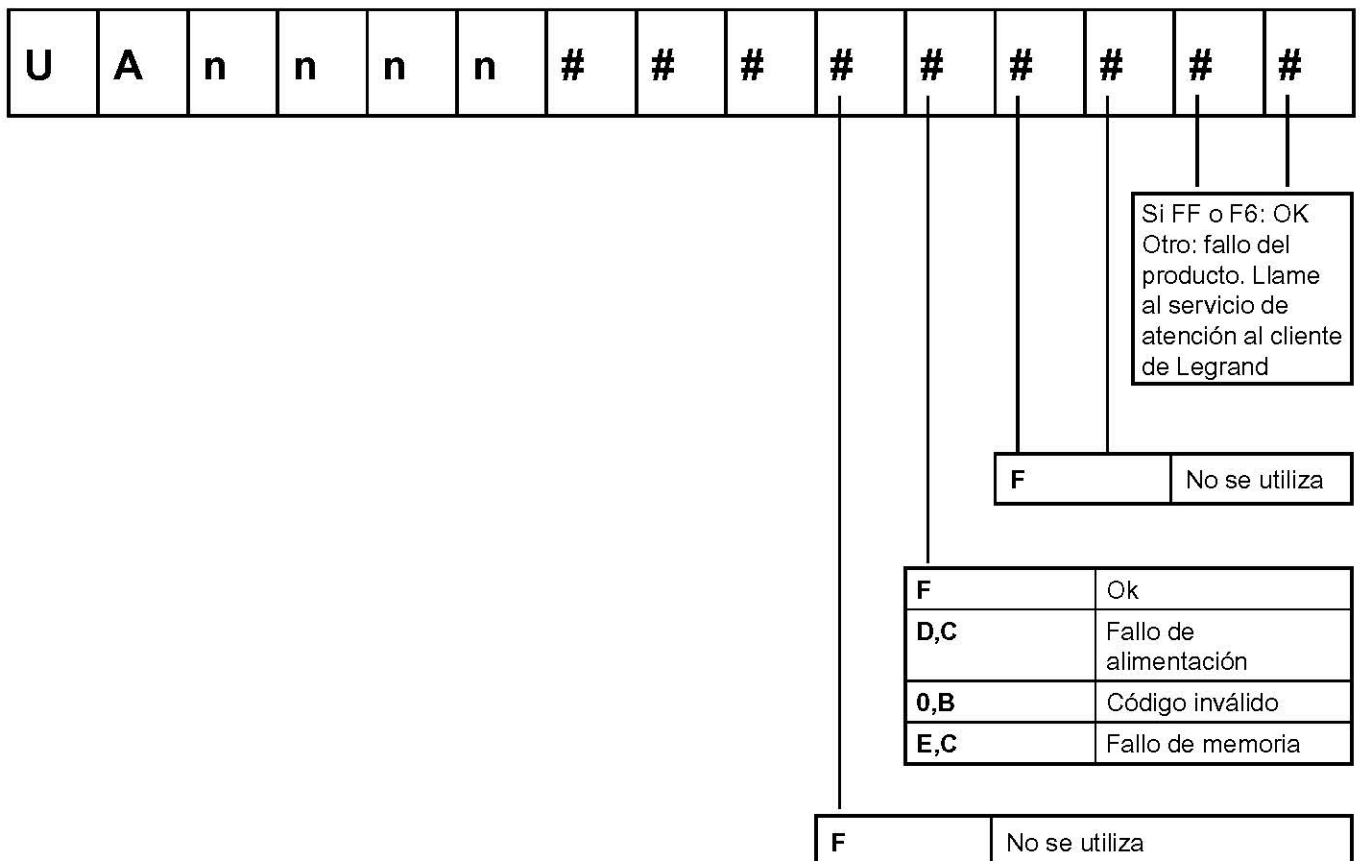 U A n n n n # # # # # # # # #
Si FF o F6: OK
Otro: fallo del
producto. Llame
al servicio de
atención al cliente
de Legrand
F No se utiliza
F Ok
D,C Fallo de
alimentación
0,B Código inválido
E,C Fallo de memoria
F No se utiliza